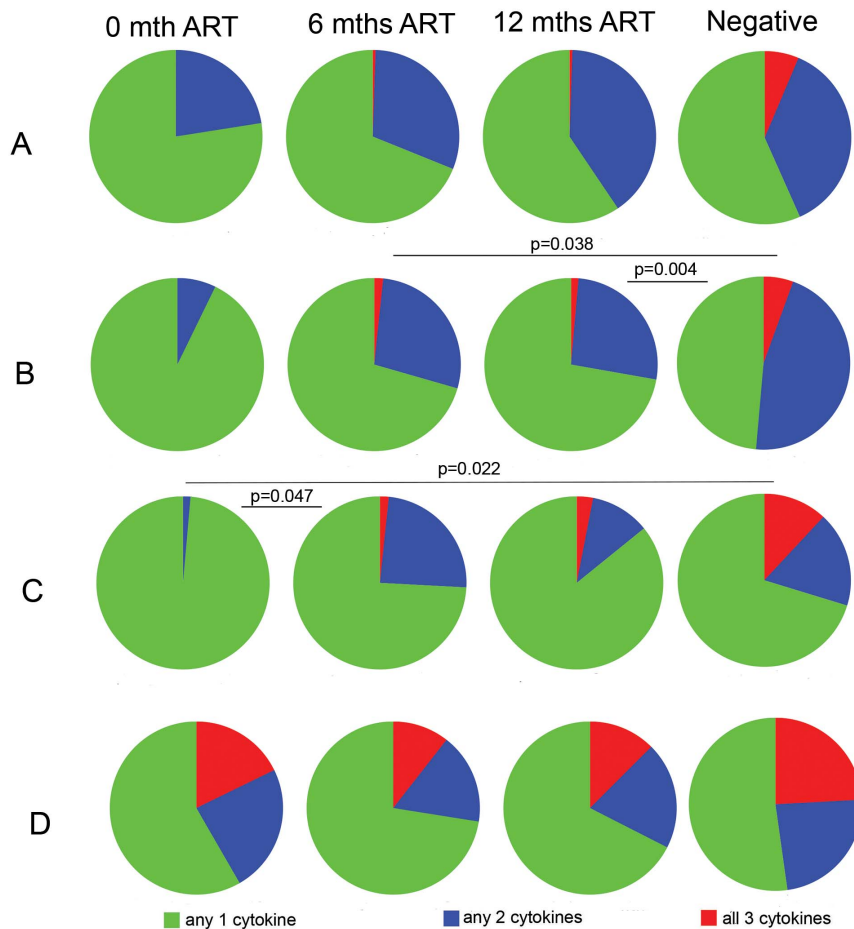 0 mth ART 6 mths ART 12 mths ART Negative
A
p=0.038
p=0.004
B
p=0.022
p=0.047
C
D
any 1 cytokine any 2 cytokines all 3 cytokines